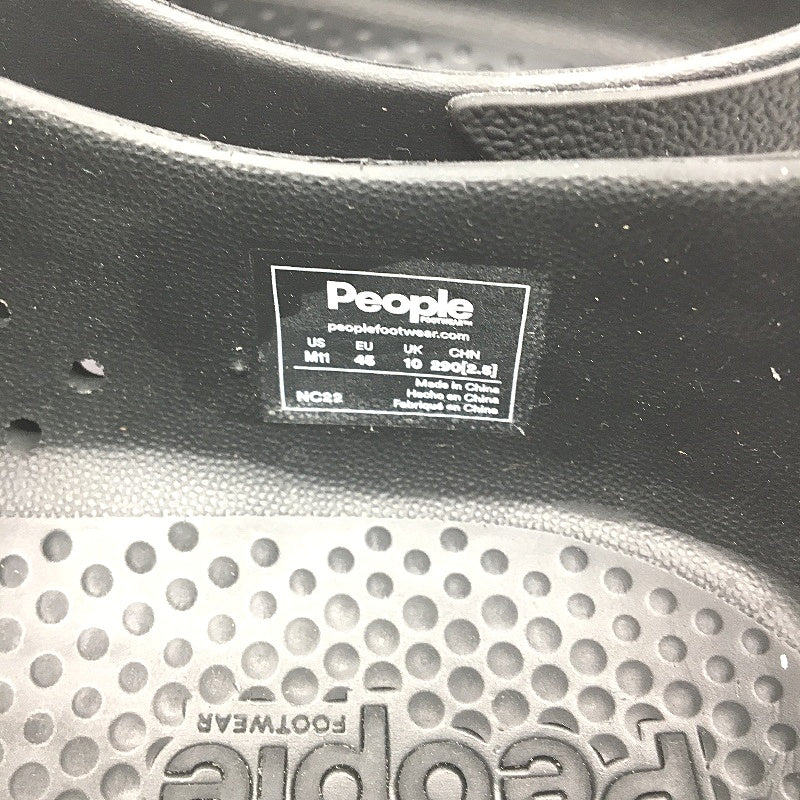 People
FOOTWEAR™
peoplefootwear.com
US EU UK CHN
M11 45 10 290[2.5]
NC22
Made in China
Hecho en China
Fabriqué en China
FOOTWEAR
People